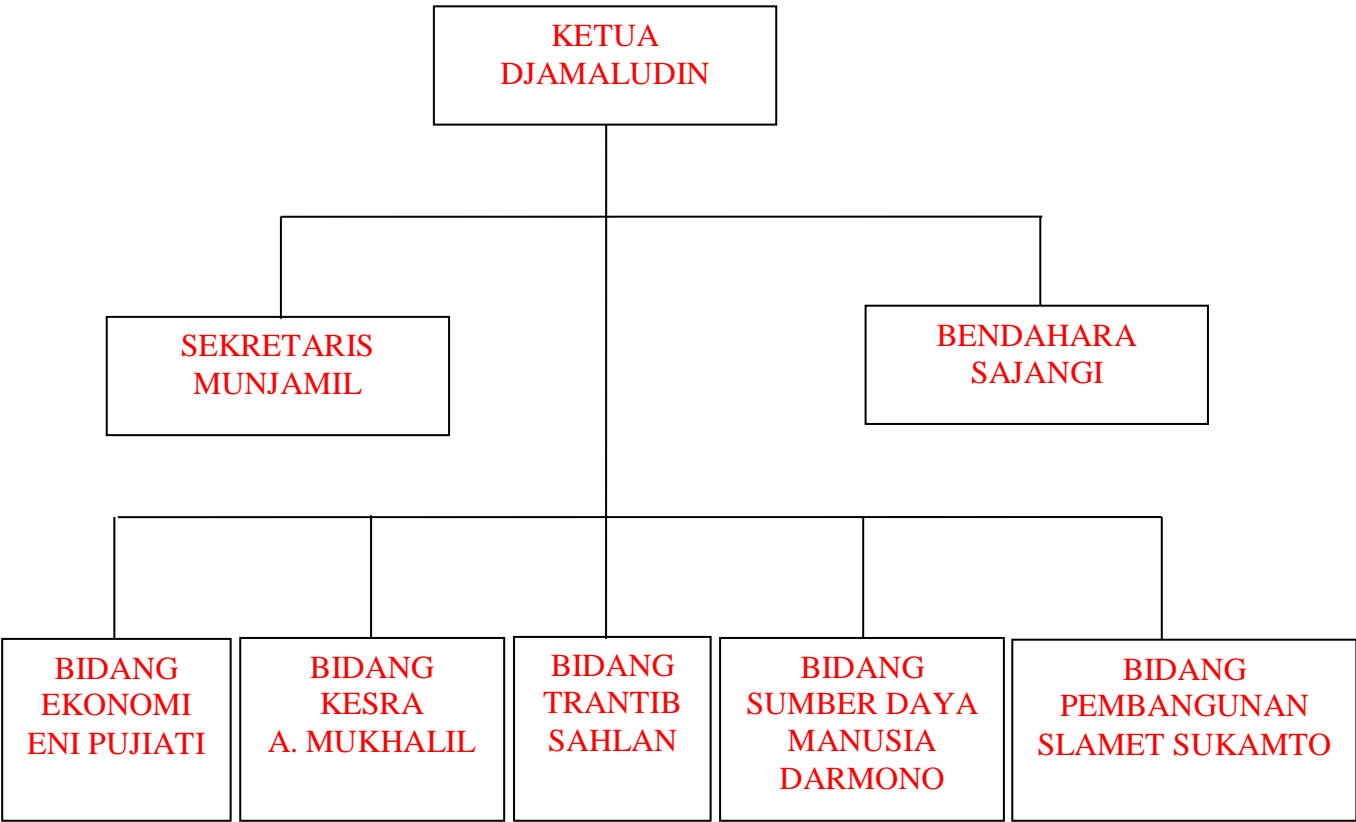 KETUA
DJAMALUDIN
SEKRETARIS
MUNJAMIL
BENDAHARA
SAJANGI
BIDANG
EKONOMI
ENI PUJIATI
BIDANG
KESRA
A. MUKHALIL
BIDANG
TRANTIB
SAHLAN
BIDANG
SUMBER DAYA
MANUSIA
DARMONO
BIDANG
PEMBANGUNAN
SLAMET SUKAMTO